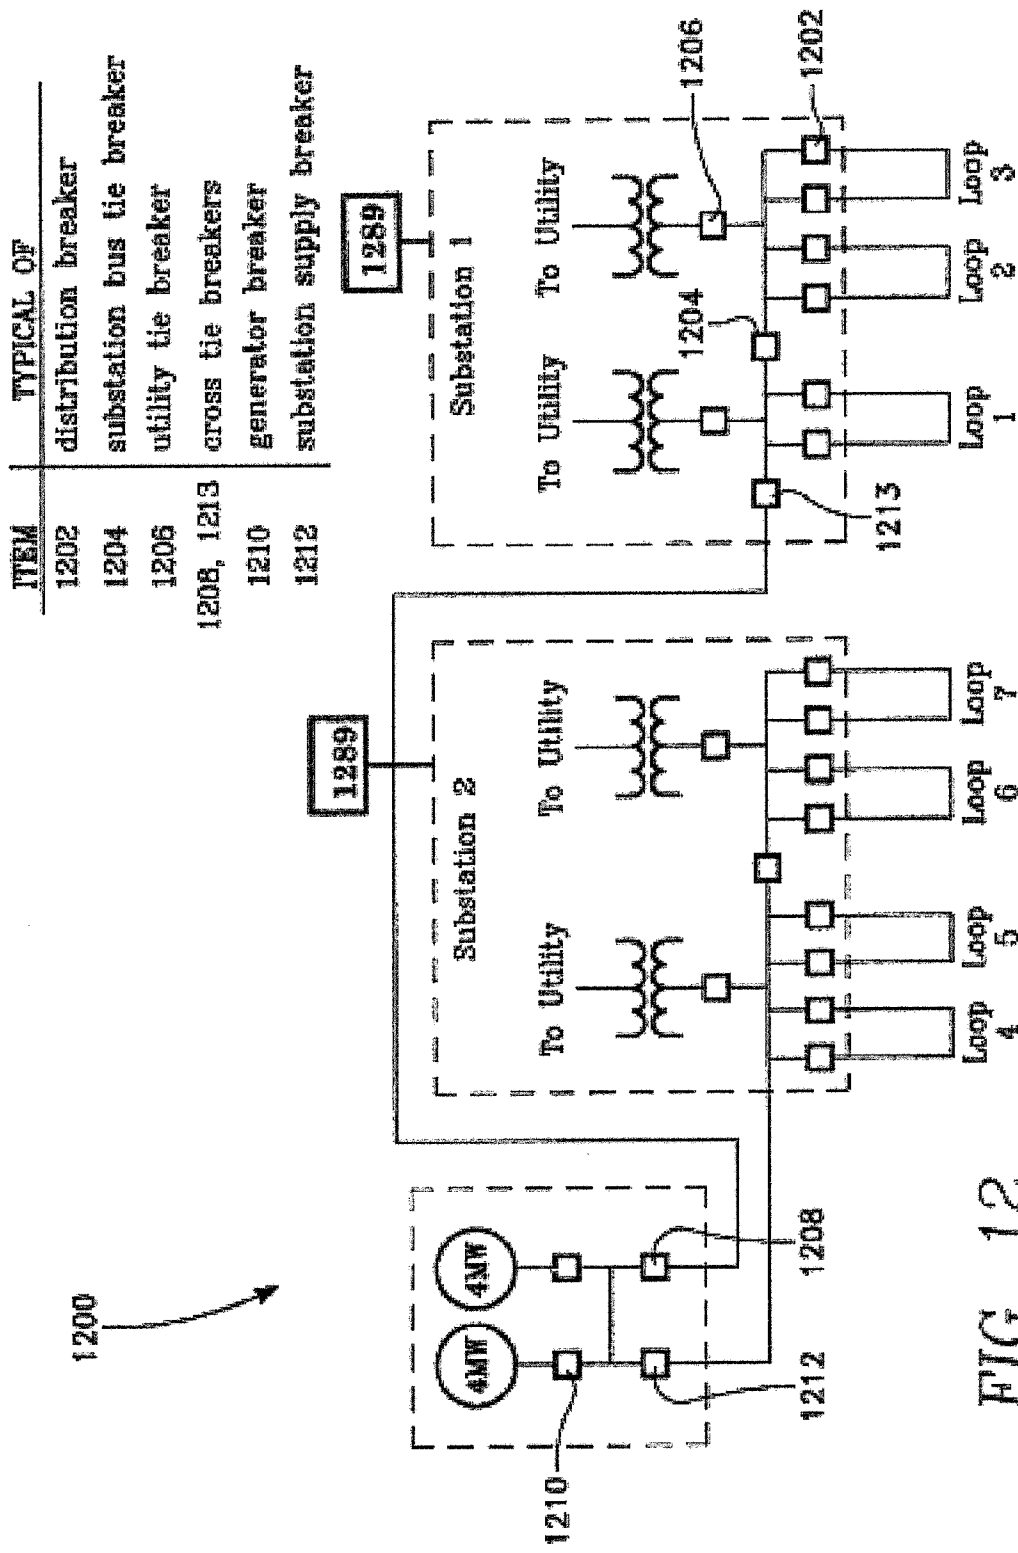 ITEM TYPICAL OF
1202 distribution breaker
1204 substation bus tie breaker
1206 utility tie breaker
1208, 1213 cross tie breakers
1210 generator breaker
1212 substation supply breaker
1200
1289
1289
4MW
4MW
1210
1212
1208
Substation 2
To Utility
To Utility
Substation 1
To Utility
To Utility
1206
1204
1213
1202
Loop 4
Loop 5
Loop 6
Loop 7
Loop 1
Loop 2
Loop 3
FIG 12